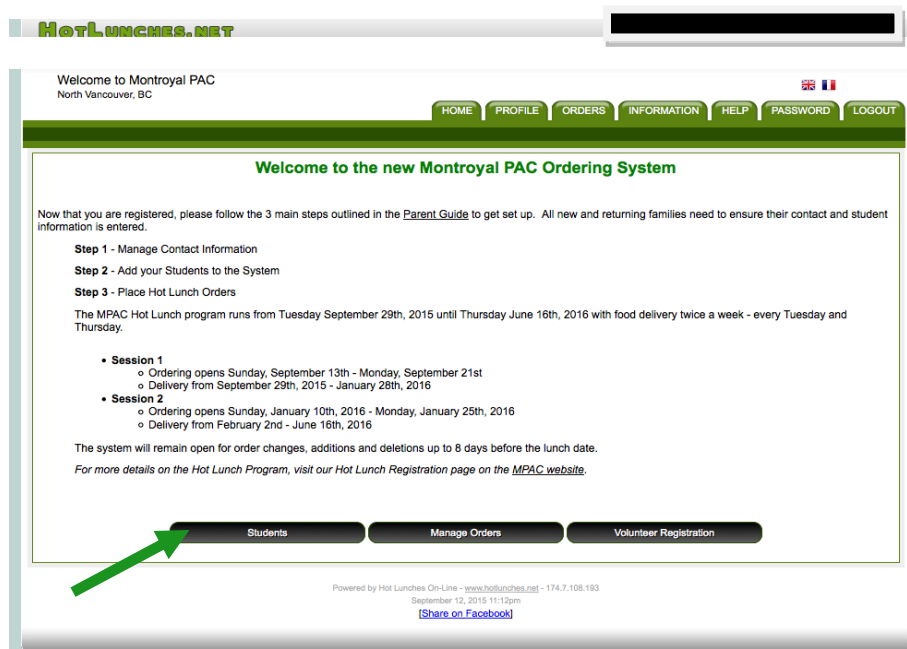 HOTLUNCHES.NET
Welcome to Montroyal PAC
North Vancouver, BC
HOME PROFILE ORDERS INFORMATION HELP PASSWORD LOGOUT
Welcome to the new Montroyal PAC Ordering System
Now that you are registered, please follow the 3 main steps outlined in the Parent Guide to get set up. All new and returning families need to ensure their contact and student
information is entered.
Step 1 - Manage Contact Information
Step 2 - Add your Students to the System
Step 3 - Place Hot Lunch Orders
The MPAC Hot Lunch program runs from Tuesday September 29th, 2015 until Thursday June 16th, 2016 with food delivery twice a week - every Tuesday and
Thursday.
• Session 1
o Ordering opens Sunday, September 13th - Monday, September 21st
o Delivery from September 29th, 2015 - January 28th, 2016
• Session 2
o Ordering opens Sunday, January 10th, 2016 - Monday, January 25th, 2016
o Delivery from February 2nd - June 16th, 2016
The system will remain open for order changes, additions and deletions up to 8 days before the lunch date.
For more details on the Hot Lunch Program, visit our Hot Lunch Registration page on the MPAC website.
Students Manage Orders Volunteer Registration
Powered by Hot Lunches On-Line - www.hotlunches.net - 174.7.108.193
September 12, 2015 11:12pm
[Share on Facebook]